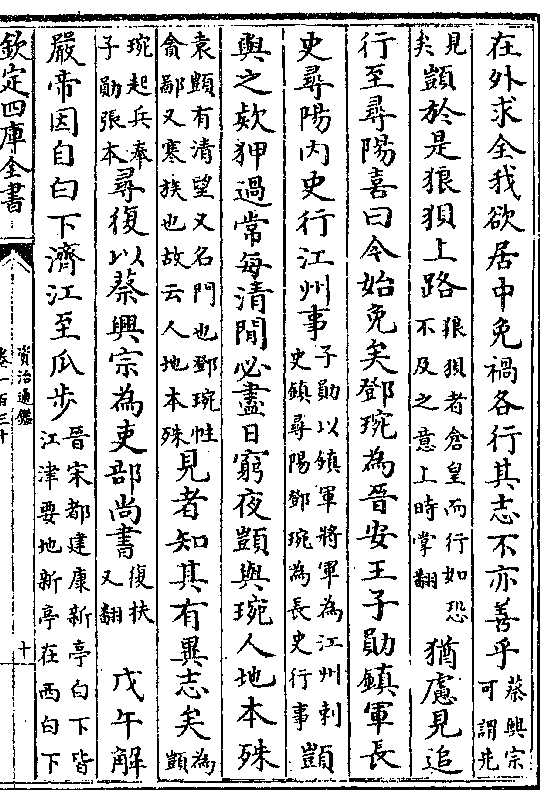 在外求全我欲居中免禍各行其志不亦善乎蔡興宗可謂先
見矣顗於是狼狽上路狼狽者倉皇而行如恐不及之意上時掌翻猶慮見追
行至尋陽喜曰今始免矣鄧琬為晉安王子勛鎮軍長
史尋陽内史行江州事子勛以鎮軍將軍為江州刺史鎮尋陽鄧琬為長史行事顗
與之欵狎過常每清閒必盡日窮夜顗與琬人地本殊
袁顗有清望又名門也鄧琬性貪鄙又寒族也故云人地本殊見者知其有異志矣為顗
琬起兵奉子勛張本尋復以蔡興宗為吏部尚書復扶又翻戊午解
嚴帝因自白下濟江至瓜步晉宋都建康新亭白下皆江津要地新亭在西白下
欽定四庫全書
資治通鑑
卷一百三十
十